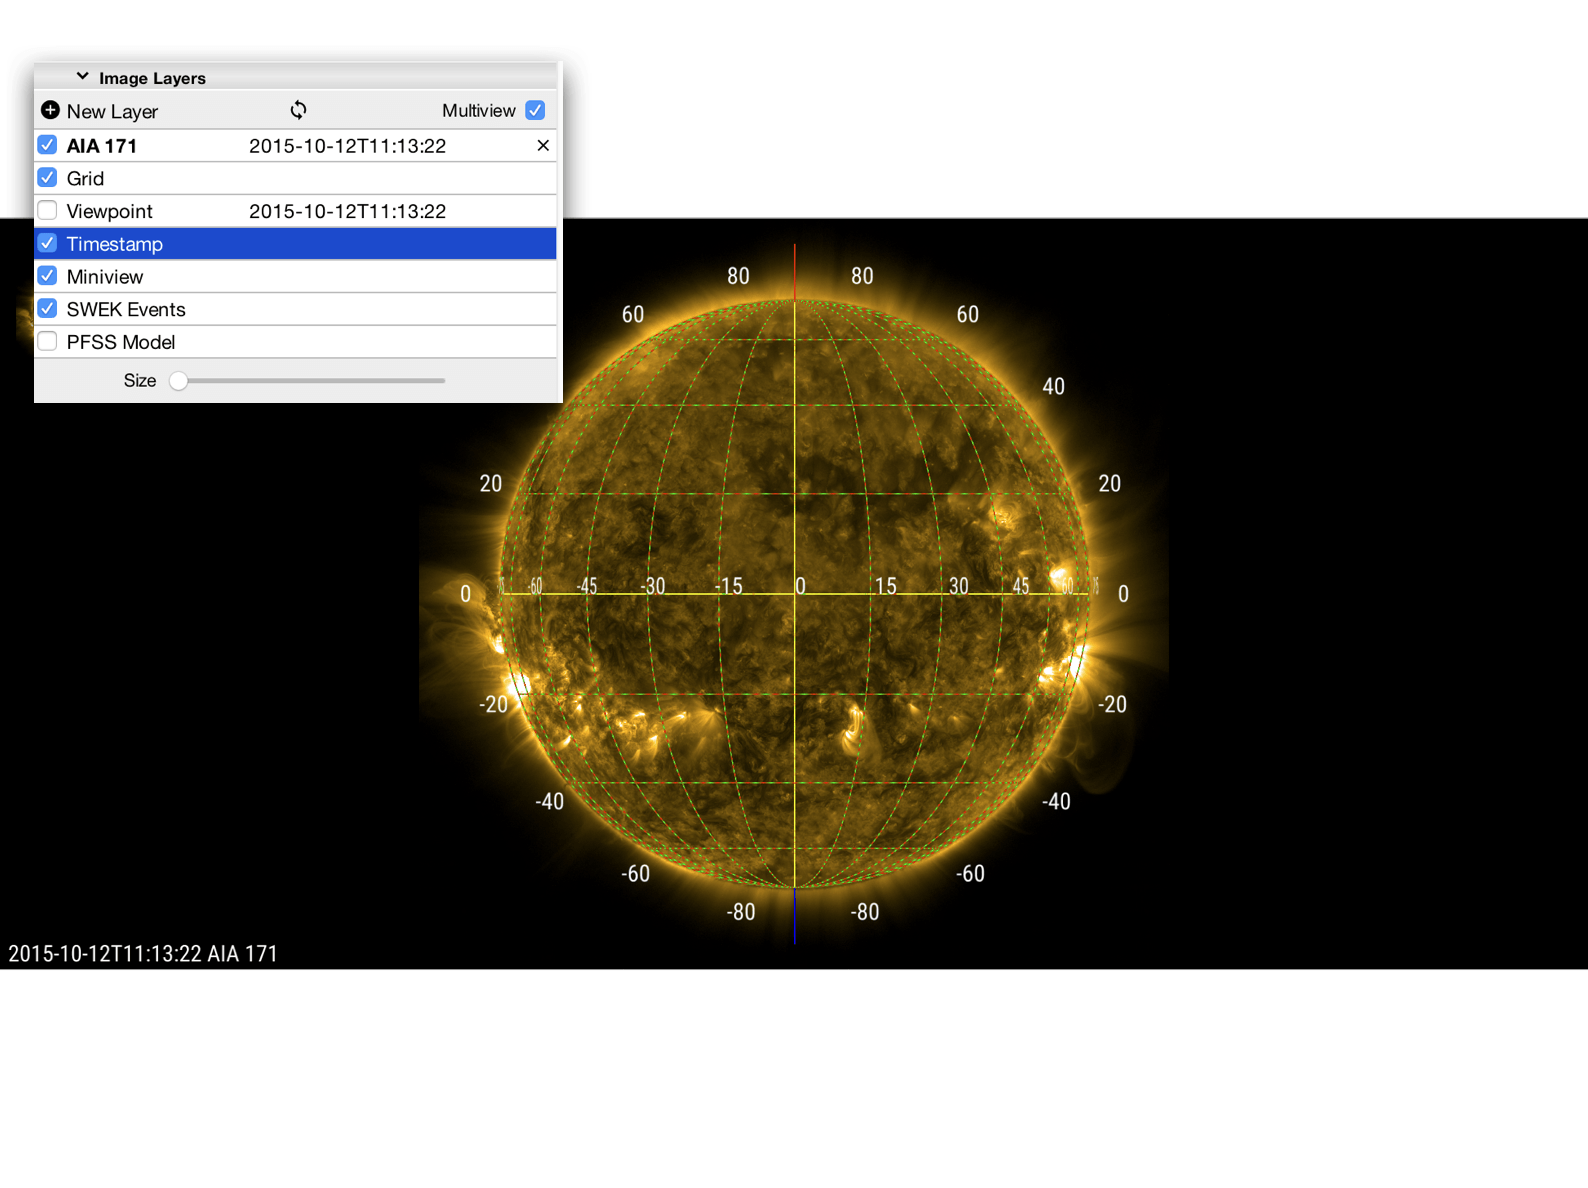 Image Layers
New Layer Multiview
AIA 171 2015-10-12T11:13:22
Grid
Viewpoint 2015-10-12T11:13:22
Timestamp
Miniview
SWEK Events
PFSS Model
Size
80 80
60 60
40
20 20
0 -60 -45 -30 -15 0 15 30 45 60 0
-20 -20
-40 -40
-60 -60
-80 -80
2015-10-12T11:13:22 AIA 171